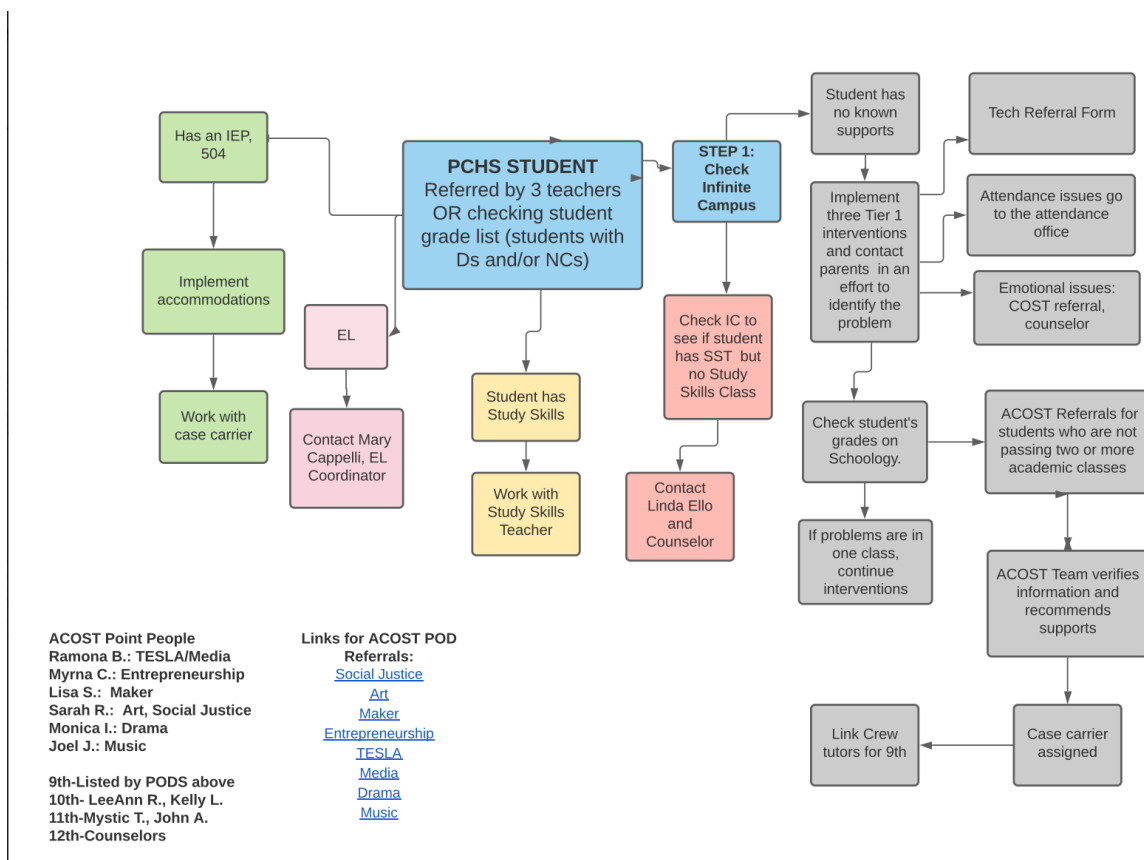 Has an IEP,
504
Implement
accommodations
Work with
case carrier
EL
Contact Mary
Cappelli, EL
Coordinator
PCHS STUDENT
Referred by 3 teachers
OR checking student
grade list (students with
Ds and/or NCs)
Student has
Study Skills
Work with
Study Skills
Teacher
STEP 1:
Check
Infinite
Campus
Check IC to
see if student
has SST but
no Study
Skills Class
Contact
Linda Ello
and
Counselor
Student has
no known
supports
Implement
three Tier 1
interventions
and contact
parents in an
effort to
identify the
problem
Tech Referral Form
Attendance issues go
to the attendance
office
Emotional issues:
COST referral,
counselor
Check student's
grades on
Schoology.
If problems are in
one class,
continue
interventions
ACOST Referrals for
students who are not
passing two or more
academic classes
ACOST Team verifies
information and
recommends
supports
Case carrier
assigned
Link Crew
tutors for 9th
ACOST Point People
Ramona B.: TESLA/Media
Myrna C.: Entrepreneurship
Lisa S.: Maker
Sarah R.: Art, Social Justice
Monica I.: Drama
Joel J.: Music
9th-Listed by PODS above
10th- LeeAnn R., Kelly L.
11th-Mystic T., John A.
12th-Counselors
Links for ACOST POD
Referrals:
Social Justice
Art
Maker
Entrepreneurship
TESLA
Media
Drama
Music